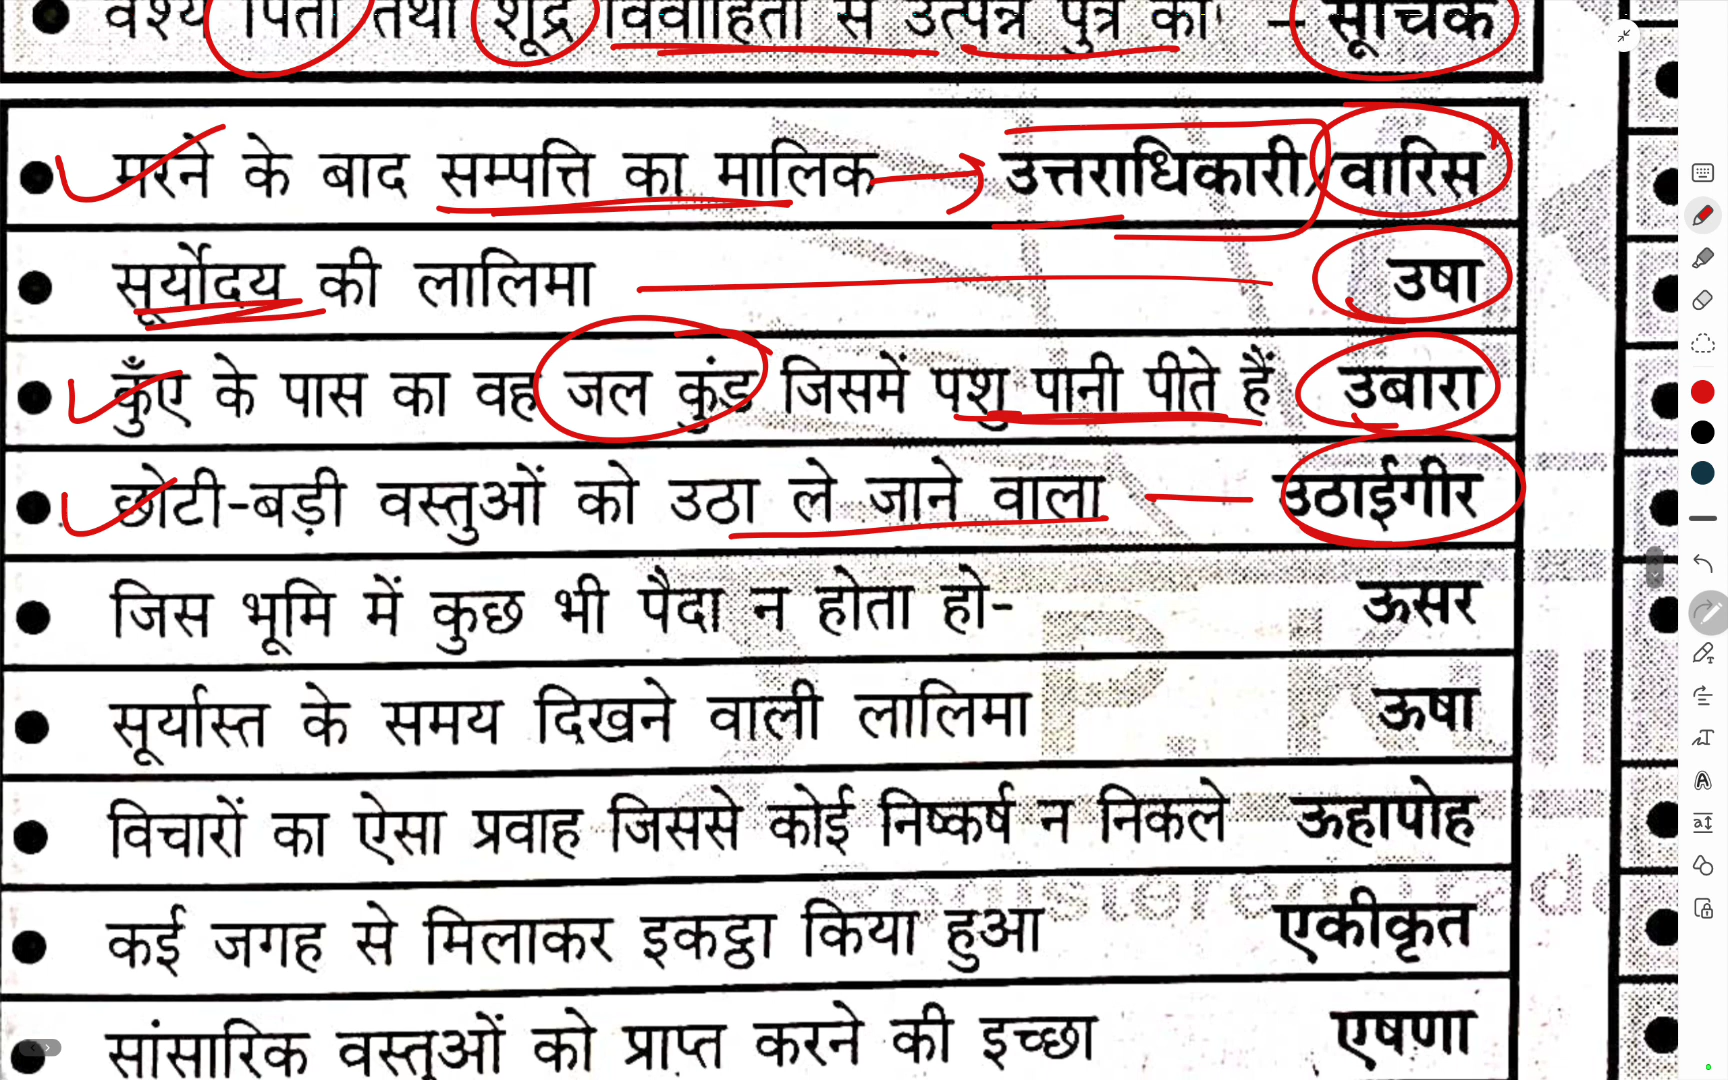 वैश्य पिता तथा शूद्र विवाहिता से उत्पन्न पुत्र को – सूचिक
मरने के बाद सम्पत्ति का मालिक उत्तराधिकारी/वारिस
सूर्योदय की लालिमा उषा
कुँए के पास का वह जल कुंड जिसमें पशु पानी पीते हैं उबारा
छोटी-बड़ी वस्तुओं को उठा ले जाने वाला उठाईगीर
जिस भूमि में कुछ भी पैदा न होता हो- ऊसर
सूर्यास्त के समय दिखने वाली लालिमा ऊषा
विचारों का ऐसा प्रवाह जिससे कोई निष्कर्ष न निकले ऊहापोह
कई जगह से मिलाकर इकट्ठा किया हुआ एकीकृत
सांसारिक वस्तुओं को प्राप्त करने की इच्छा एषणा